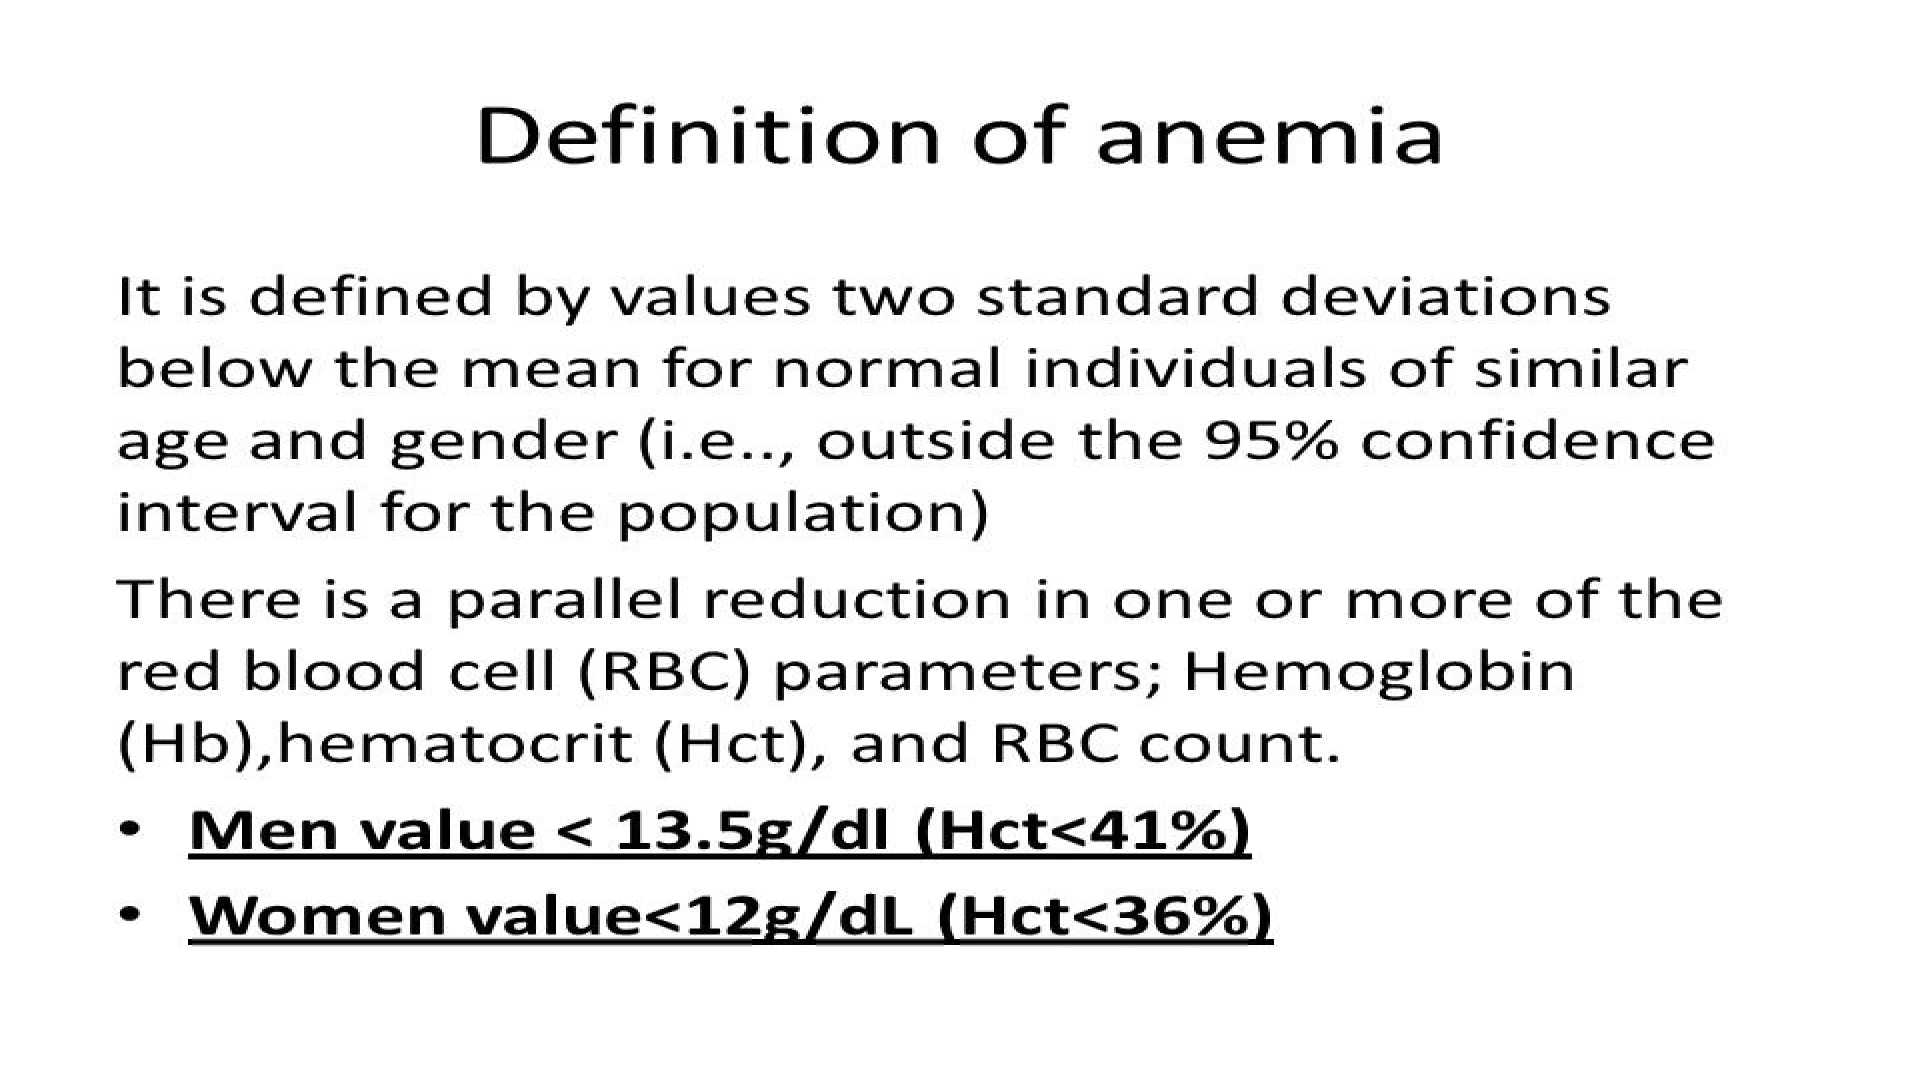 Definition of anemia
It is defined by values two standard deviations
below the mean for normal individuals of similar
age and gender (i.e.., outside the 95% confidence
interval for the population)
There is a parallel reduction in one or more of the
red blood cell (RBC) parameters; Hemoglobin
(Hb),hematocrit (Hct), and RBC count.
• Men value < 13.5g/dl (Hct<41%)
• Women value<12g/dL (Hct<36%)